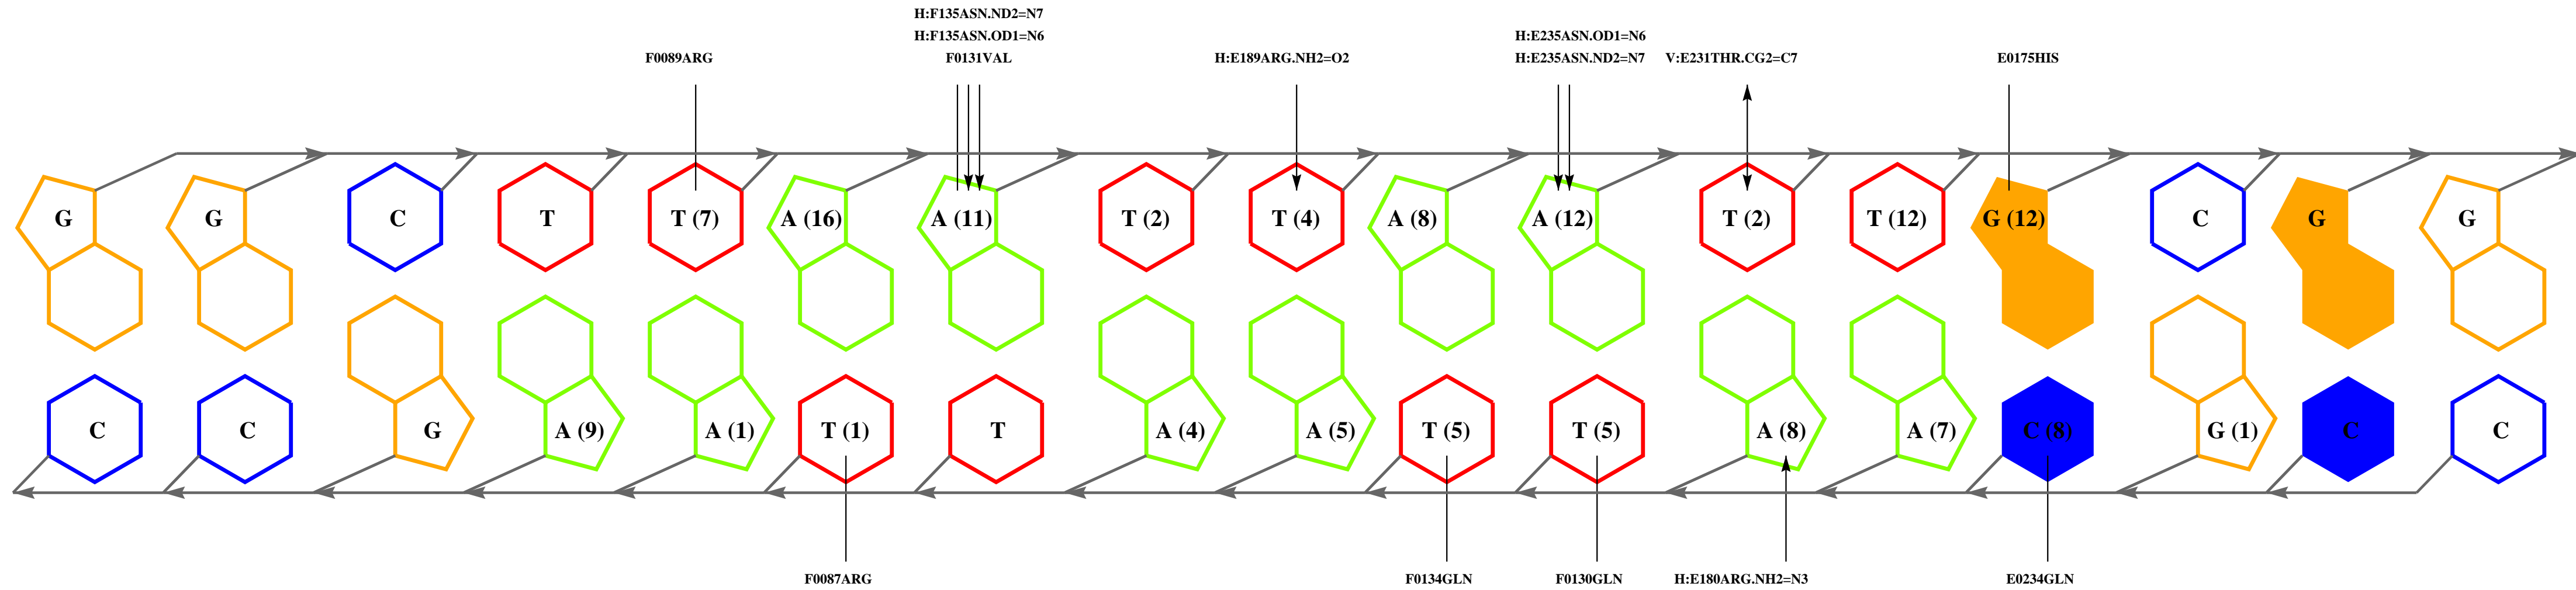 H:F135ASN.ND2=N7
H:F135ASN.OD1=N6 H:E235ASN.OD1=N6
F0089ARG F0131VAL H:E189ARG.NH2=O2 H:E235ASN.ND2=N7 V:E231THR.CG2=C7 E0175HIS
G G C T T (7) A (16) A (11) T (2) T (4) A (8) A (12) T (2) T (12) G (12) C G G
C C G A (9) A (1) T (1) T A (4) A (5) T (5) T (5) A (8) A (7) C (8) G (1) C C
F0087ARG F0134GLN F0130GLN H:E180ARG.NH2=N3 E0234GLN